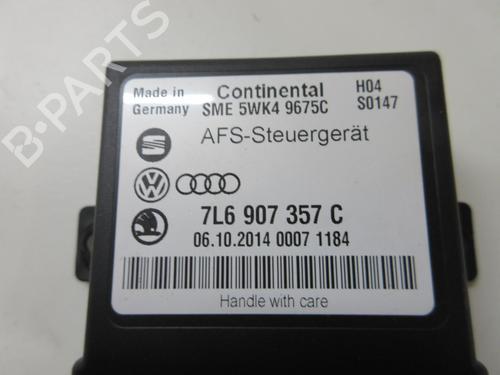 B-PARTS
Made in Continental H04
Germany SME 5WK4 9675C S0147
AFS-Steuergerät
7L6 907 357 C
06.10.2014 0007 1184
Handle with care